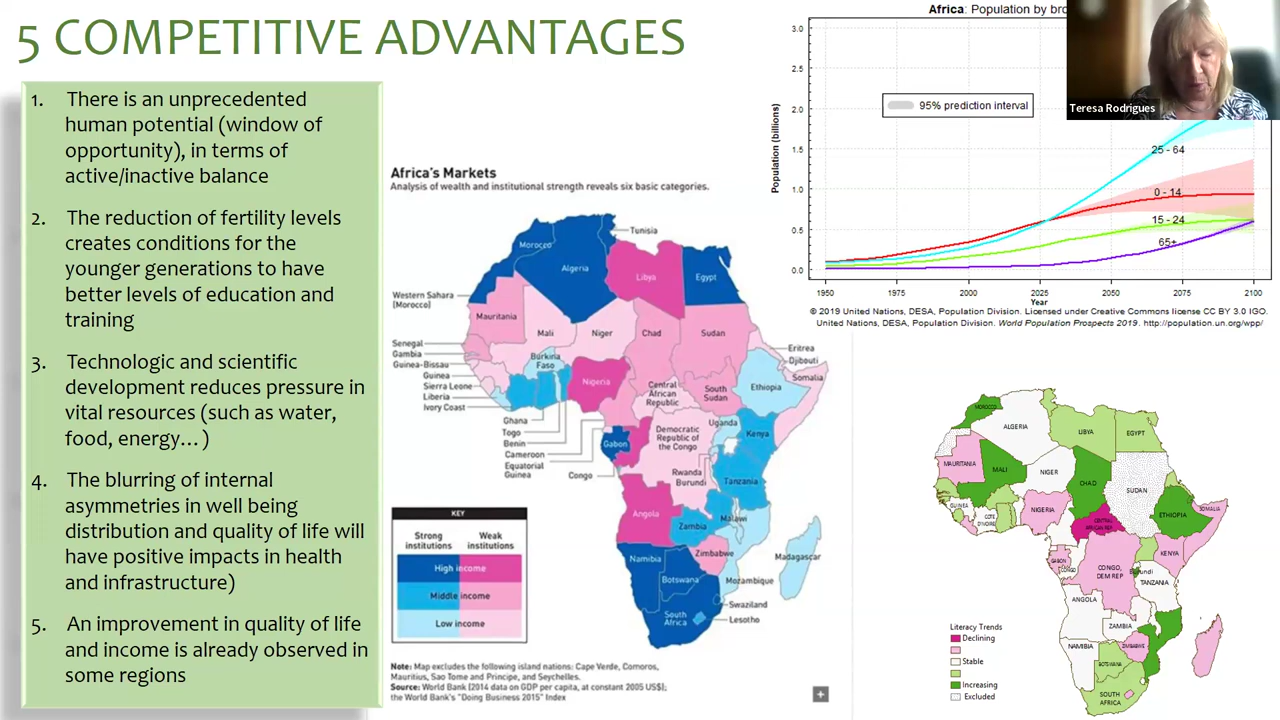 5 COMPETITIVE ADVANTAGES
1. There is an unprecedented
human potential (window of
opportunity), in terms of
active/inactive balance
2. The reduction of fertility levels
creates conditions for the
younger generations to have
better levels of education and
training
3. Technologic and scientific
development reduces pressure in
vital resources (such as water,
food, energy…)
4. The blurring of internal
asymmetries in well being
distribution and quality of life will
have positive impacts in health
and infrastructure)
5. An improvement in quality of life
and income is already observed in
some regions
Africa's Markets
Analysis of wealth and institutional strength reveals six basic categories.
Tunisia
Morocco
Algeria
Libya
Egypt
Western Sahara
(Morocco)
Mauritania
Mali
Niger
Chad
Sudan
Senegal
Gambia
Guinea-Bissau
Guinea
Sierra Leone
Liberia
Ivory Coast
Burkina
Faso
Nigeria
Eritrea
Djibouti
Somalia
Ethiopia
Central
African
Republic
South
Sudan
Ghana
Togo
Benin
Cameroon
Equatorial
Guinea
Congo
Gabon
Democratic
Republic of
the Congo
Uganda
Kenya
Rwanda
Burundi
Tanzania
Angola
Zambia
Malawi
Zimbabwe
Namibia
Botswana
Mozambique
Madagascar
Swaziland
Lesotho
South
Africa
KEY
Strong
institutions
Weak
institutions
High income
Middle income
Low income
Note: Map excludes the following island nations: Cape Verde, Comoros,
Mauritius, Sao Tome and Principe, and Seychelles.
Source: World Bank (2014 data on GDP per capita, at constant 2005 US$);
the World Bank's "Doing Business 2015" Index
Africa: Population by bro
Teresa Rodrigues
95% prediction interval
Population (billions)
3.0
2.5
2.0
1.5
1.0
0.5
0.0
25 - 64
0 - 14
15 - 24
65+
1950 1975 2000 2025 2050 2075 2100
Year
© 2019 United Nations, DESA, Population Division. Licensed under Creative Commons license CC BY 3.0 IGO.
United Nations, DESA, Population Division. World Population Prospects 2019. http://population.un.org/wpp/
MOROCCO
ALGERIA
LIBYA
EGYPT
MAURITANIA
MALI
NIGER
CHAD
SUDAN
GUINEA
COTE
D'IVOIRE
NIGERIA
CENTRAL
AFRICAN REP.
ETHIOPIA
SOMALIA
GABON
CONGO
CONGO,
DEM REP
KENYA
Burundi
TANZANIA
ANGOLA
ZAMBIA
ZIMBABWE
NAMIBIA
BOTSWANA
SOUTH
AFRICA
Literacy Trends
Declining
Stable
Increasing
Excluded